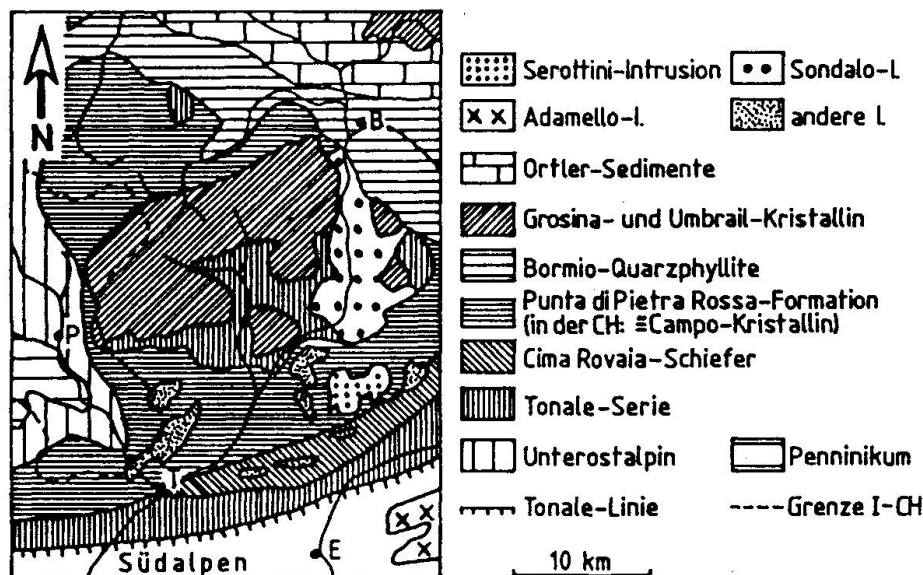 N
B
P
T
E
Südalpen
Serottini-Intrusion
Sondalo-I.
Adamello-I.
andere I.
Ortler-Sedimente
Grosina- und Umbrail-Kristallin
Bormio-Quarzphyllite
Punta di Pietra Rossa-Formation
(in der CH: ≡Campo-Kristallin)
Cima Rovaia-Schiefer
Tonale-Serie
Unterostalpin
Penninikum
Tonale-Linie
Grenze I-CH
10 km